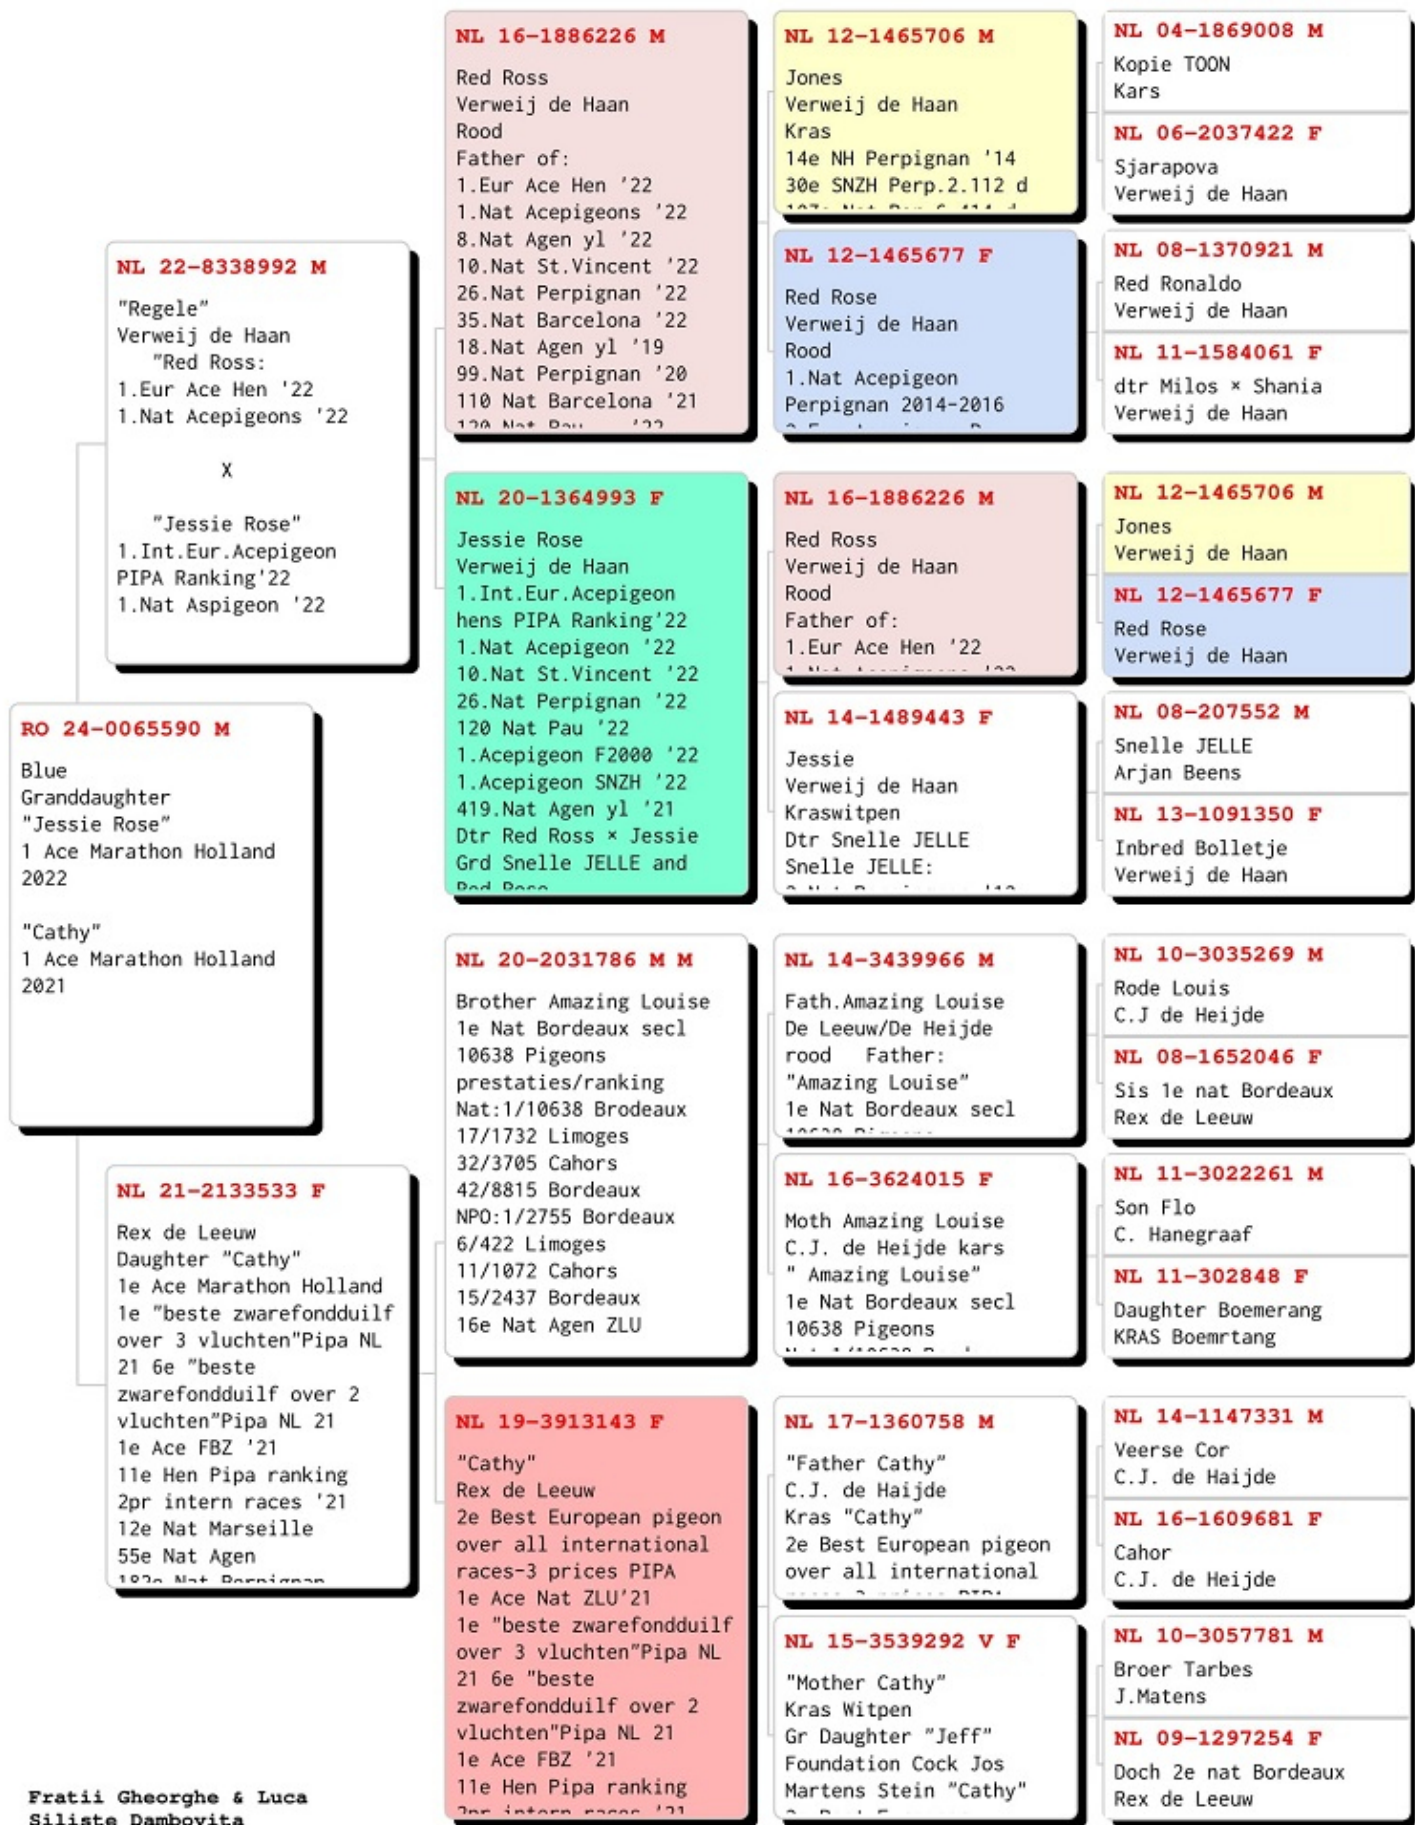 RO 24-0065590 M
Blue
Granddaughter
"Jessie Rose"
1 Ace Marathon Holland
2022
"Cathy"
1 Ace Marathon Holland
2021
NL 22-8338992 M
"Regele"
Verweij de Haan
"Red Ross:
1.Eur Ace Hen '22
1.Nat Acepigeons '22
X
"Jessie Rose"
1.Int.Eur.Acepigeon
PIPA Ranking'22
1.Nat Aspigeon '22
NL 21-2133533 F
Rex de Leeuw
Daughter "Cathy"
1e Ace Marathon Holland
1e "beste zwarefondduilf
over 3 vluchten"Pipa NL
21 6e "beste
zwarefondduilf over 2
vluchten"Pipa NL 21
1e Ace FBZ '21
11e Hen Pipa ranking
2pr intern races '21
12e Nat Marseille
55e Nat Agen
NL 16-1886226 M
Red Ross
Verweij de Haan
Rood
Father of:
1.Eur Ace Hen '22
1.Nat Acepigeons '22
8.Nat Agen yl '22
10.Nat St.Vincent '22
26.Nat Perpignan '22
35.Nat Barcelona '22
18.Nat Agen yl '19
99.Nat Perpignan '20
110 Nat Barcelona '21
NL 20-1364993 F
Jessie Rose
Verweij de Haan
1.Int.Eur.Acepigeon
hens PIPA Ranking'22
1.Nat Acepigeon '22
10.Nat St.Vincent '22
26.Nat Perpignan '22
120 Nat Pau '22
1.Acepigeon F2000 '22
1.Acepigeon SNZH '22
419.Nat Agen yl '21
Dtr Red Ross × Jessie
Grd Snelle JELLE and
Red Rose
NL 20-2031786 M M
Brother Amazing Louise
1e Nat Bordeaux secl
10638 Pigeons
prestaties/ranking
Nat:1/10638 Brodeaux
17/1732 Limoges
32/3705 Cahors
42/8815 Bordeaux
NPO:1/2755 Bordeaux
6/422 Limoges
11/1072 Cahors
15/2437 Bordeaux
16e Nat Agen ZLU
NL 19-3913143 F
"Cathy"
Rex de Leeuw
2e Best European pigeon
over all international
races-3 prices PIPA
1e Ace Nat ZLU'21
1e "beste zwarefondduilf
over 3 vluchten"Pipa NL
21 6e "beste
zwarefondduilf over 2
vluchten"Pipa NL 21
1e Ace FBZ '21
11e Hen Pipa ranking
2pr intern races '21
NL 12-1465706 M
Jones
Verweij de Haan
Kras
14e NH Perpignan '14
30e SNZH Perp.2.112 d
NL 12-1465677 F
Red Rose
Verweij de Haan
Rood
1.Nat Acepigeon
Perpignan 2014-2016
NL 16-1886226 M
Red Ross
Verweij de Haan
Rood
Father of:
1.Eur Ace Hen '22
NL 14-1489443 F
Jessie
Verweij de Haan
Kraswitpen
Dtr Snelle JELLE
Snelle JELLE:
NL 14-3439966 M
Fath.Amazing Louise
De Leeuw/De Heijde
rood Father:
"Amazing Louise"
1e Nat Bordeaux secl
10638 Pigeons
NL 16-3624015 F
Moth Amazing Louise
C.J. de Heijde kars
" Amazing Louise"
1e Nat Bordeaux secl
10638 Pigeons
NL 17-1360758 M
"Father Cathy"
C.J. de Haijde
Kras "Cathy"
2e Best European pigeon
over all international
NL 15-3539292 V F
"Mother Cathy"
Kras Witpen
Gr Daughter "Jeff"
Foundation Cock Jos
Martens Stein "Cathy"
NL 04-1869008 M
Kopie TOON
Kars
NL 06-2037422 F
Sjarapova
Verweij de Haan
NL 08-1370921 M
Red Ronaldo
Verweij de Haan
NL 11-1584061 F
dtr Milos × Shania
Verweij de Haan
NL 12-1465706 M
Jones
Verweij de Haan
NL 12-1465677 F
Red Rose
Verweij de Haan
NL 08-207552 M
Snelle JELLE
Arjan Beens
NL 13-1091350 F
Inbred Bolletje
Verweij de Haan
NL 10-3035269 M
Rode Louis
C.J de Heijde
NL 08-1652046 F
Sis 1e nat Bordeaux
Rex de Leeuw
NL 11-3022261 M
Son Flo
C. Hanegraaf
NL 11-302848 F
Daughter Boemerang
KRAS Boemrtang
NL 14-1147331 M
Veerse Cor
C.J. de Haijde
NL 16-1609681 F
Cahor
C.J. de Heijde
NL 10-3057781 M
Broer Tarbes
J.Matens
NL 09-1297254 F
Doch 2e nat Bordeaux
Rex de Leeuw
Fratii Gheorghe & Luca
Siliste Dambovita